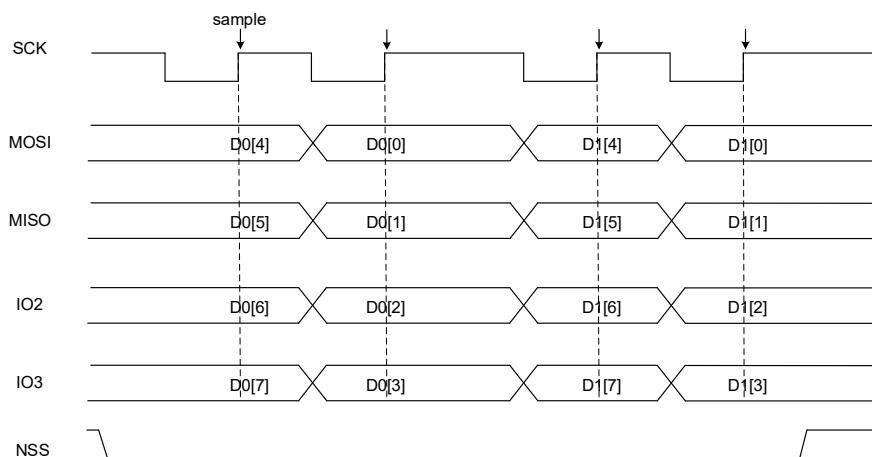 sample
SCK
MOSI D0[4] D0[0] D1[4] D1[0]
MISO D0[5] D0[1] D1[5] D1[1]
IO2 D0[6] D0[2] D1[6] D1[2]
IO3 D0[7] D0[3] D1[7] D1[3]
NSS